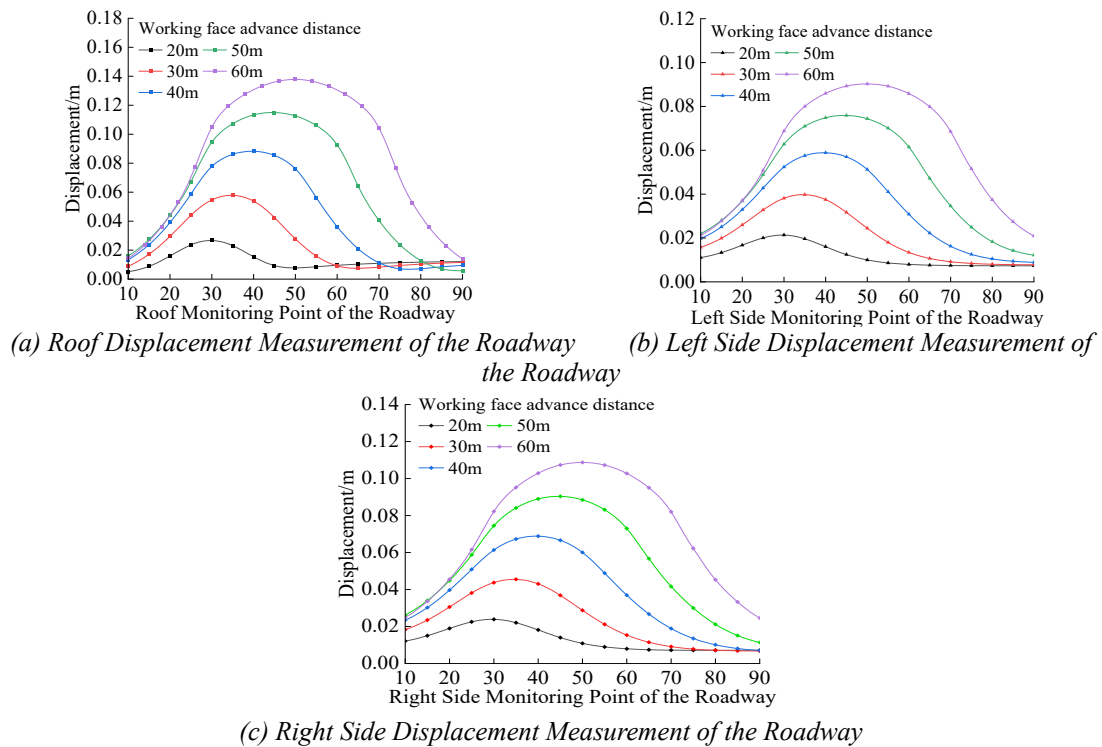 0.18
0.16
0.14
0.12
0.10
0.08
0.06
0.04
0.02
0.00
Displacement/m
Working face advance distance
20m 50m
30m 60m
40m
10 20 30 40 50 60 70 80 90
Roof Monitoring Point of the Roadway
0.12
0.10
0.08
0.06
0.04
0.02
0.00
Displacement/m
Working face advance distance
20m 50m
30m 60m
40m
10 20 30 40 50 60 70 80 90
Left Side Monitoring Point of the Roadway
(a) Roof Displacement Measurement of the Roadway (b) Left Side Displacement Measurement of
the Roadway
0.14
0.12
0.10
0.08
0.06
0.04
0.02
0.00
Displacement/m
Working face advance distance
20m 50m
30m 60m
40m
10 20 30 40 50 60 70 80 90
Right Side Monitoring Point of the Roadway
(c) Right Side Displacement Measurement of the Roadway